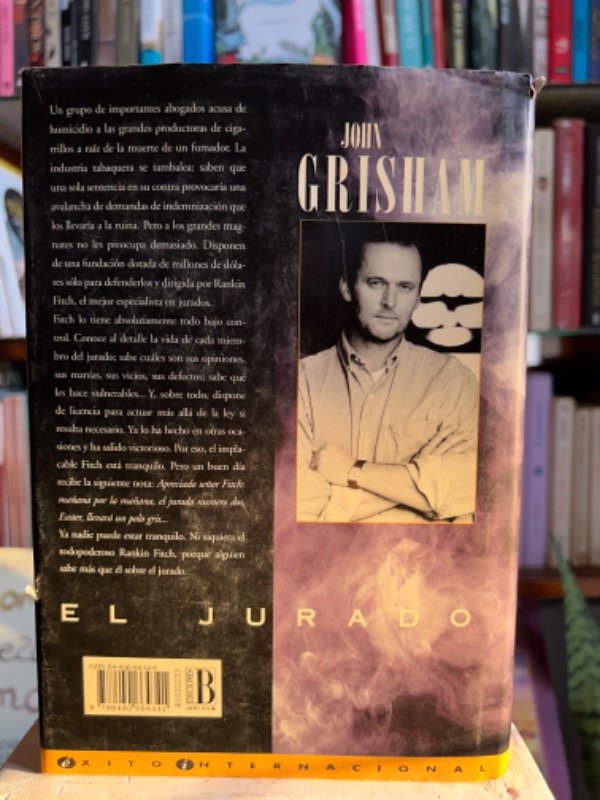 Un grupo de importantes abogados acusa de
homicidio a las grandes productoras de ciga-
rrillos a raíz de la muerte de un fumador. La
industria tabaquera se tambalea: saben que
una sola sentencia en su contra provocaría una
avalancha de demandas de indemnización que
los llevaría a la ruina. Pero a los grandes mag-
nates no les preocupa demasiado. Disponen
de una fundación dotada de millones de dóla-
res sólo para defenderlos y dirigida por Rankin
Fitch, el mejor especialista en jurados.
Fitch lo tiene absolutamente todo bajo con-
trol. Conoce al detalle la vida de cada miem-
bro del jurado; sabe cuáles son sus opiniones,
sus manías, sus vicios, sus defectos; sabe qué
les hace vulnerables... Y, sobre todo, dispone
de licencia para actuar más allá de la ley si
resulta necesario. Ya lo ha hecho en otras oca-
siones y ha salido victorioso. Por eso, el impla-
cable Fitch está tranquilo. Pero un buen día
recibe la siguiente nota: Apreciado señor Fitch:
mañana por la mañana, el jurado número dos,
Easter, llevará un polo gris...
Ya nadie puede estar tranquilo. Ni siquiera el
todopoderoso Rankin Fitch, porque alguien
sabe más que él sobre el jurado.
JOHN
GRISHAM
EL JURADO
EDICIONES
B
9 788440 664341
ÉXITO INTERNACIONAL